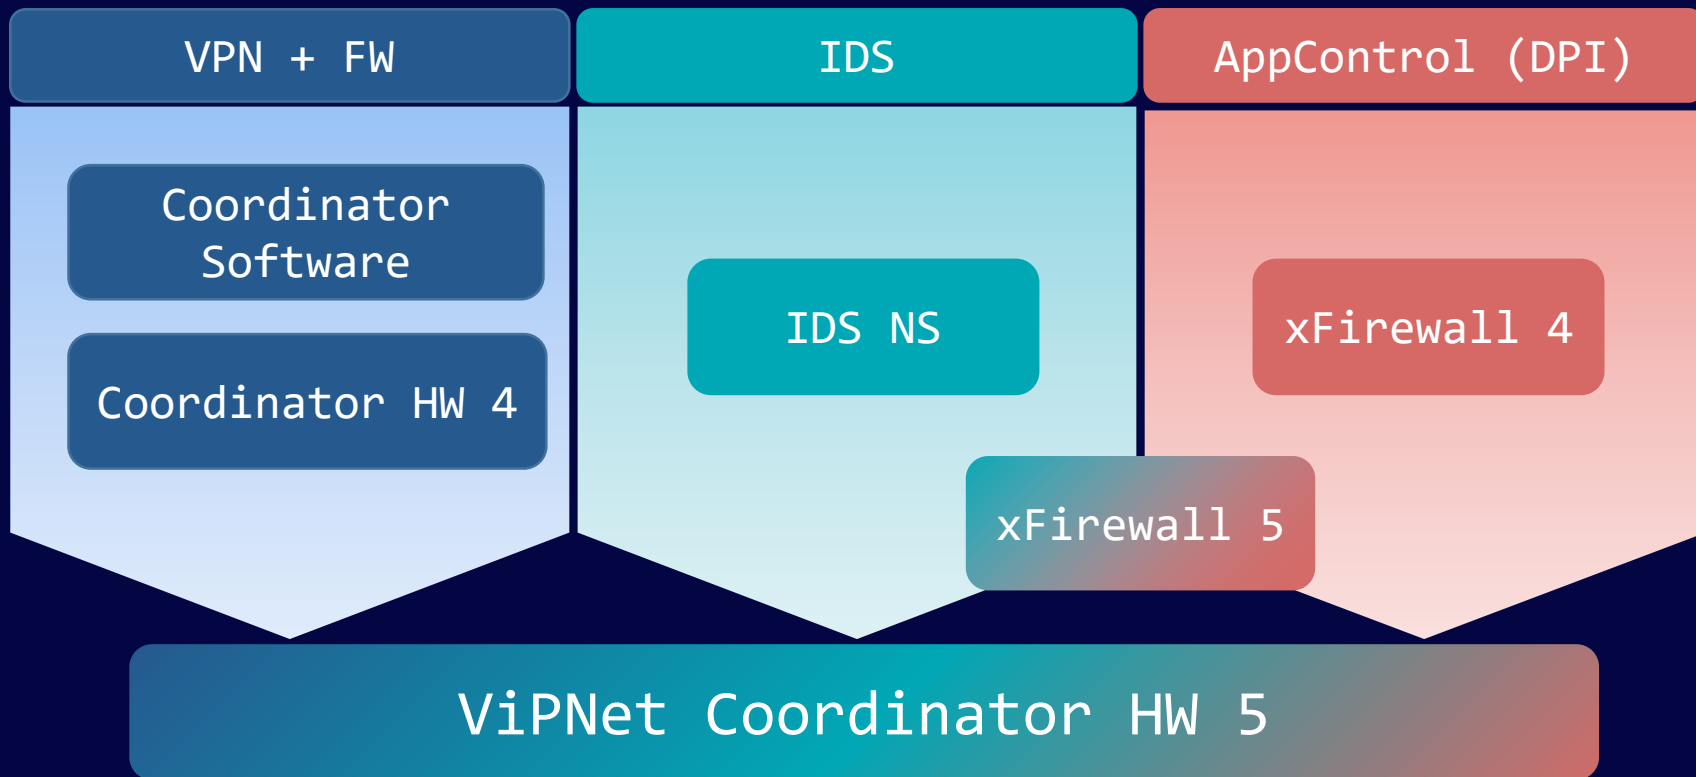 VPN + FW
IDS
AppControl (DPI)
Coordinator
Software
Coordinator HW 4
IDS NS
xFirewall 4
xFirewall 5
ViPNet Coordinator HW 5